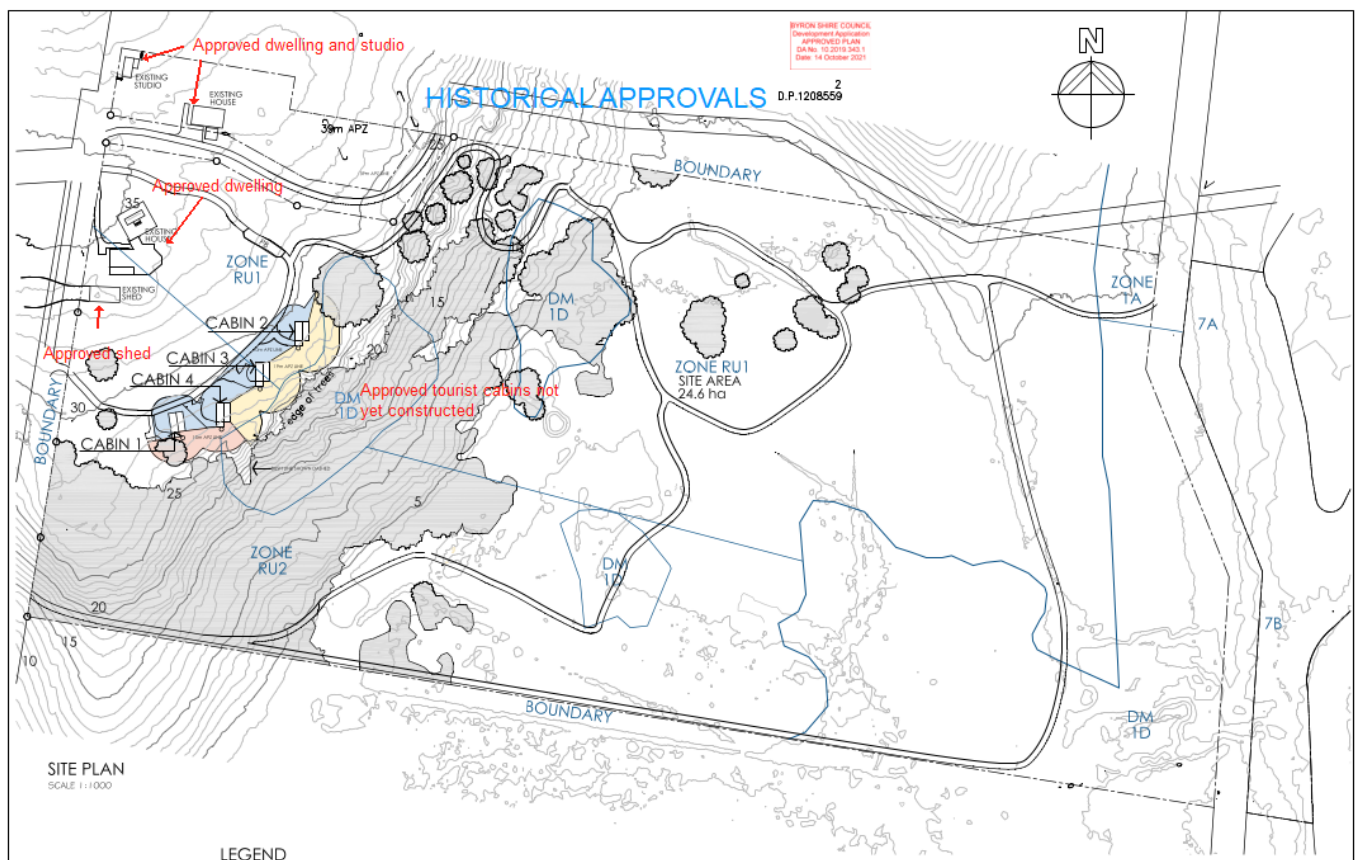 BYRON SHIRE COUNCIL
Development Application
APPROVED PLAN
DA No. 10.2019.340.1
Date: 14 October 2021
N
Approved dwelling and studio
EXISTING
STUDIO
EXISTING
HOUSE
HISTORICAL APPROVALS
2
D.P.1208559
39m APZ
25
BOUNDARY
Approved dwelling
35
EXISTING
HOUSE
ZONE
RU1
EXISTING
SHED
Approved shed
CABIN 2
CABIN 3
CABIN 4
CABIN 1
15
20
DM
1D
ZONE
1A
7A
ZONE RU1
SITE AREA
24.6 ha
Approved tourist cabins not
yet constructed
DM
1D
edge of trees
30
BOUNDARY
25
5
ZONE
RU2
DM
1D
20
15
10
7B
BOUNDARY
DM
1D
SITE PLAN
SCALE 1:1000
LEGEND